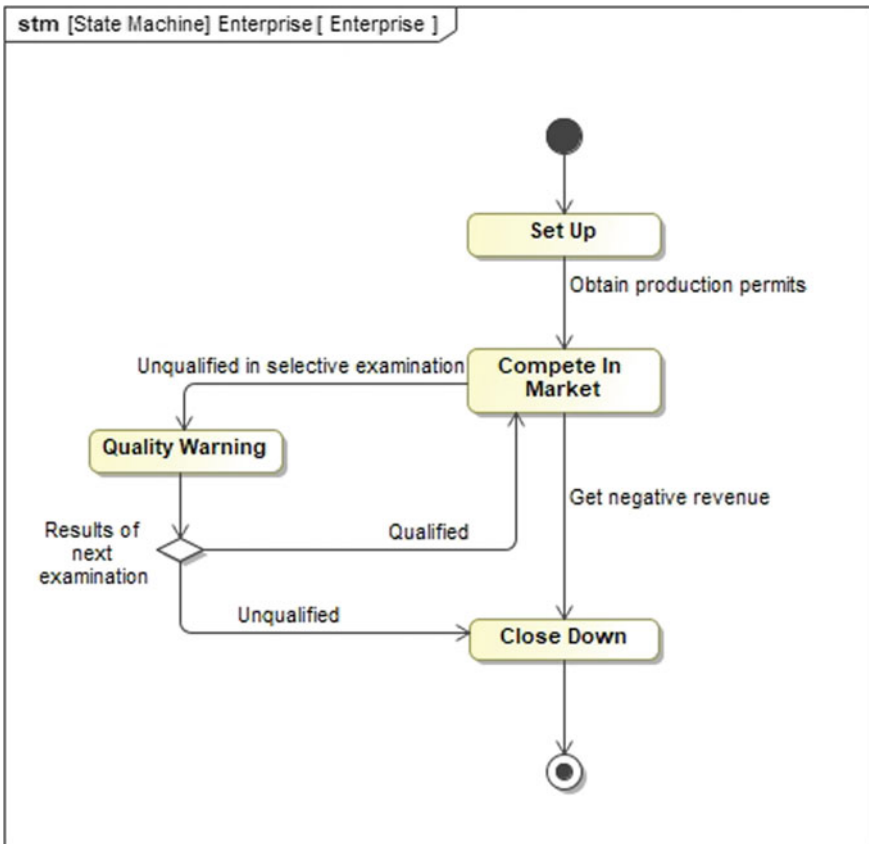 stm [State Machine] Enterprise[ Enterprise ]
Set Up
Obtain production permits
Unqualified in selective examination
Compete In
Market
Quality Warning
Get negative revenue
Results of
next
examination
Qualified
Unqualified
Close Down